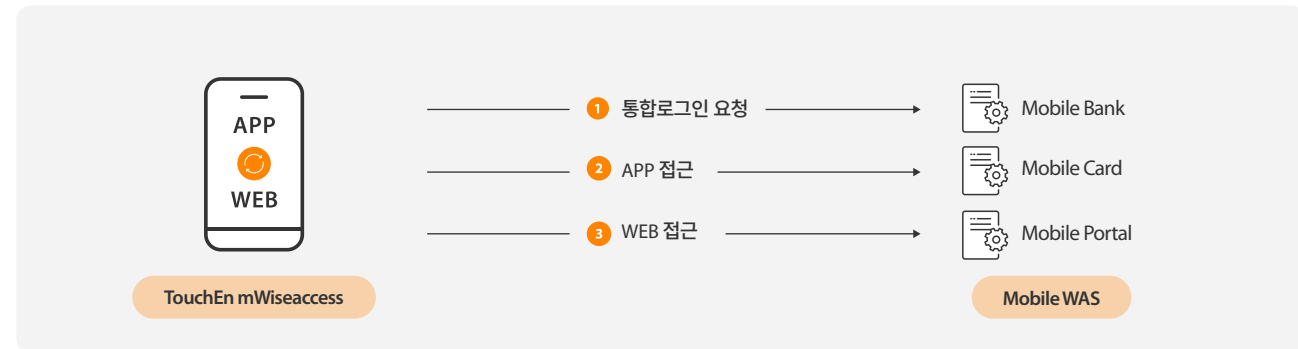 APP
WEB
TouchEn mWiseaccess
1 통합로그인 요청
2 APP 접근
3 WEB 접근
Mobile Bank
Mobile Card
Mobile Portal
Mobile WAS